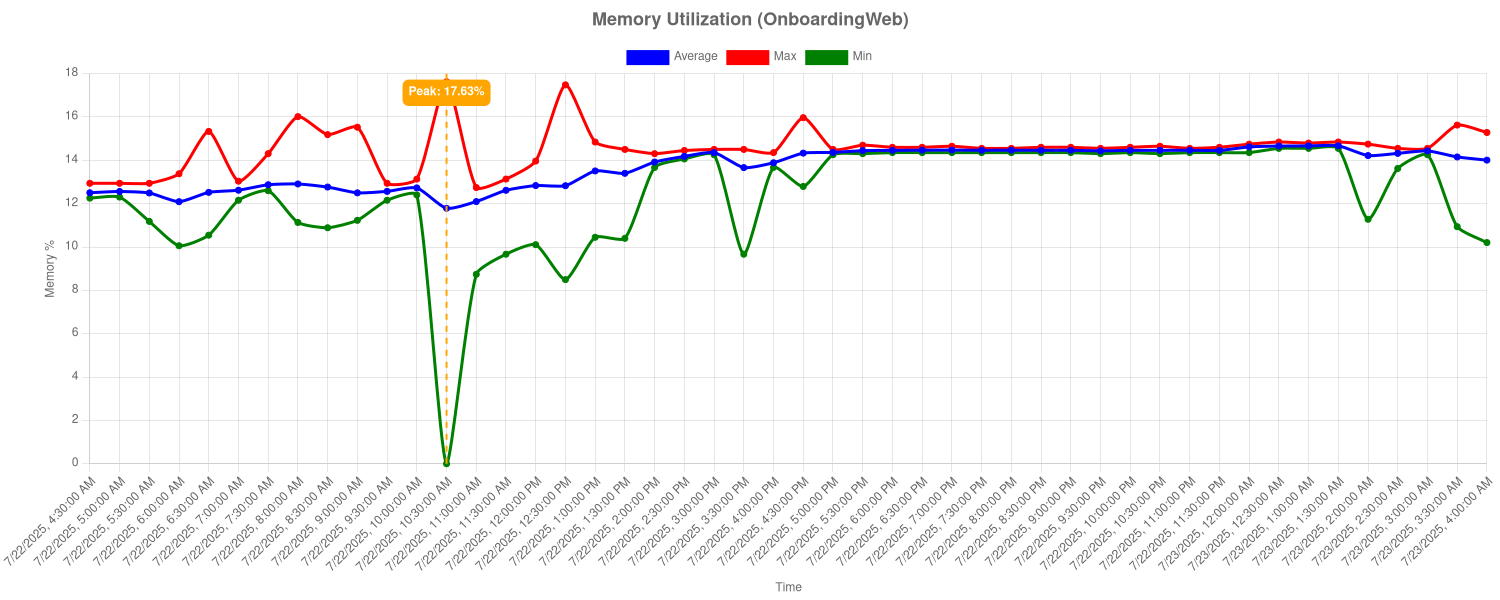 Memory Utilization (OnboardingWeb)
Average Max Min
Peak: 17.63%
18
16
14
12
10
8
6
4
2
0
Memory %
7/22/2025, 4:30:00 AM
7/22/2025, 5:00:00 AM
7/22/2025, 5:30:00 AM
7/22/2025, 6:00:00 AM
7/22/2025, 6:30:00 AM
7/22/2025, 7:00:00 AM
7/22/2025, 7:30:00 AM
7/22/2025, 8:00:00 AM
7/22/2025, 8:30:00 AM
7/22/2025, 9:00:00 AM
7/22/2025, 9:30:00 AM
7/22/2025, 10:00:00 AM
7/22/2025, 10:30:00 AM
7/22/2025, 11:00:00 AM
7/22/2025, 11:30:00 AM
7/22/2025, 12:00:00 PM
7/22/2025, 12:30:00 PM
7/22/2025, 1:00:00 PM
7/22/2025, 1:30:00 PM
7/22/2025, 2:00:00 PM
7/22/2025, 2:30:00 PM
7/22/2025, 3:00:00 PM
7/22/2025, 3:30:00 PM
7/22/2025, 4:00:00 PM
7/22/2025, 4:30:00 PM
7/22/2025, 5:00:00 PM
7/22/2025, 5:30:00 PM
7/22/2025, 6:00:00 PM
7/22/2025, 6:30:00 PM
7/22/2025, 7:00:00 PM
7/22/2025, 7:30:00 PM
7/22/2025, 8:00:00 PM
7/22/2025, 8:30:00 PM
7/22/2025, 9:00:00 PM
7/22/2025, 9:30:00 PM
7/22/2025, 10:00:00 PM
7/22/2025, 10:30:00 PM
7/22/2025, 11:00:00 PM
7/22/2025, 11:30:00 PM
7/23/2025, 12:00:00 AM
7/23/2025, 12:30:00 AM
7/23/2025, 1:00:00 AM
7/23/2025, 1:30:00 AM
7/23/2025, 2:00:00 AM
7/23/2025, 2:30:00 AM
7/23/2025, 3:00:00 AM
7/23/2025, 3:30:00 AM
7/23/2025, 4:00:00 AM
Time